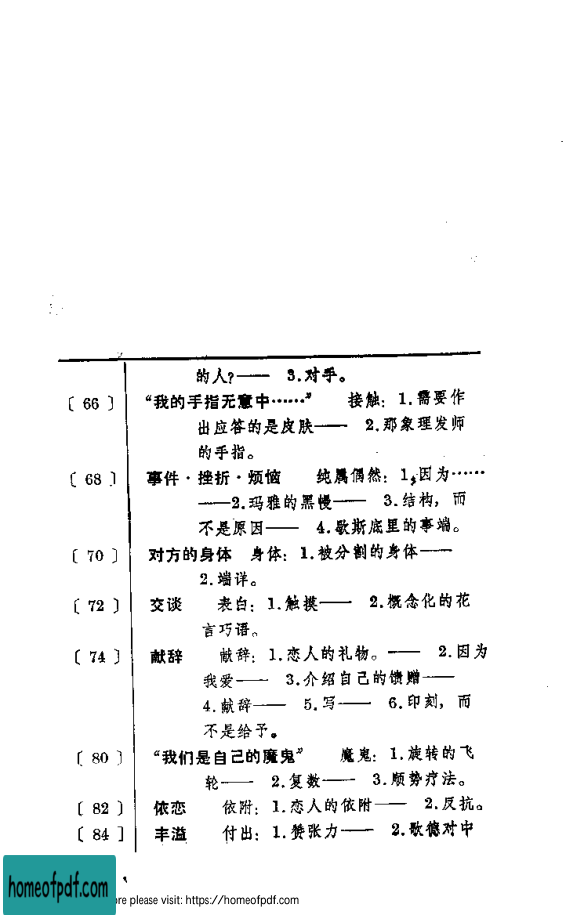 的人?—— 3.对手。
〔 66 〕 “我的手指无意中……” 接触: 1.需要作
出应答的是皮肤—— 2.那象理发师
的手指。
〔 68 〕 事件·挫折·烦恼 纯属偶然: 1.因为……
——2.玛雅的黑幔—— 3.结构, 而
不是原因—— 4.歇斯底里的事端。
〔 70 〕 对方的身体 身体: 1.被分割的身体——
2.端详。
〔 72 〕 交谈 表白: 1.触摸—— 2.概念化的花
言巧语。
〔 74 〕 献辞 献辞: 1.恋人的礼物。—— 2.因为
我爱—— 3.介绍自己的馈赠——
4.献辞—— 5.写—— 6.印刻, 而
不是给予。
〔 80 〕 “我们是自己的魔鬼” 魔鬼: 1.旋转的飞
轮—— 2.复数—— 3.顺势疗法。
〔 82 〕 依恋 依附: 1.恋人的依附—— 2.反抗。
〔 84 〕 丰溢 付出: 1.赞张力—— 2.歌德对中
homeofpdf.com
ore please visit: https://homeofpdf.com